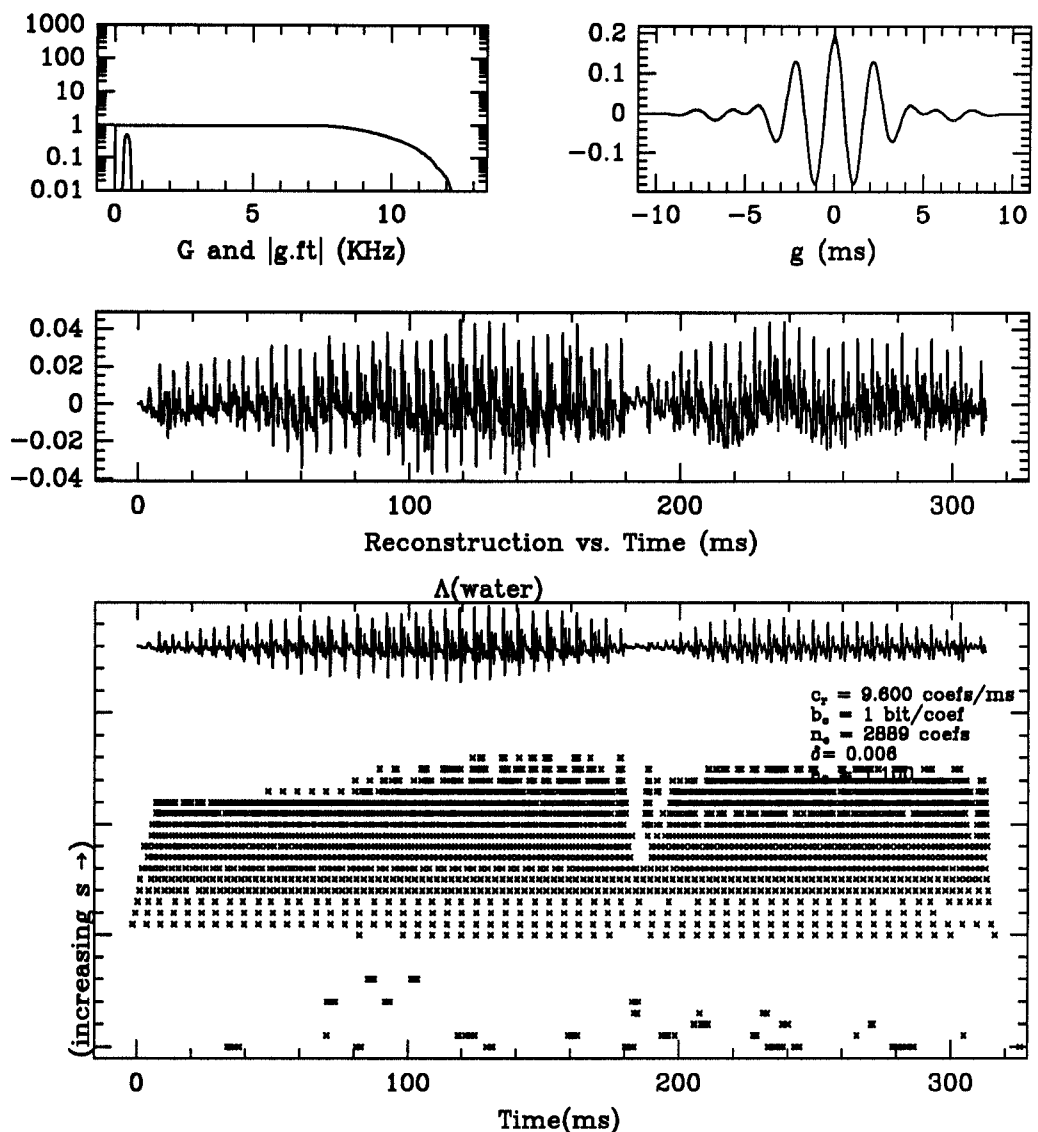 1000
100
10
1
0.1
0.01
0 5 10
G and |g.ft| (KHz)
0.2
0.1
0
−0.1
−10 −5 0 5 10
g (ms)
0.04
0.02
0
−0.02
−0.04
0 100 200 300
Reconstruction vs. Time (ms)
Λ(water)
c_r = 9.600 coefs/ms
= 1 bit/coef
= 2889 coefs
= 0.006
(increasing s →)
0 100 200 300
Time(ms)